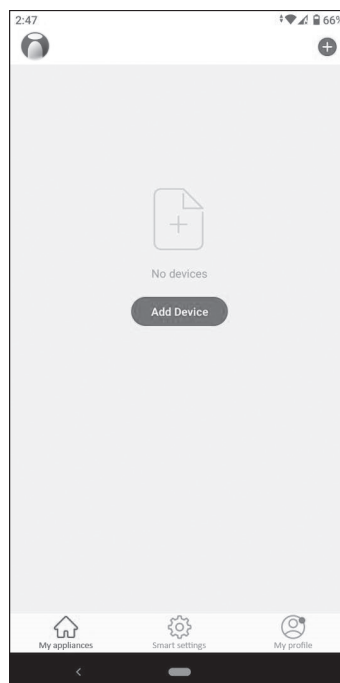 2:47
66%
No devices
Add Device
My appliances
Smart settings
My profile